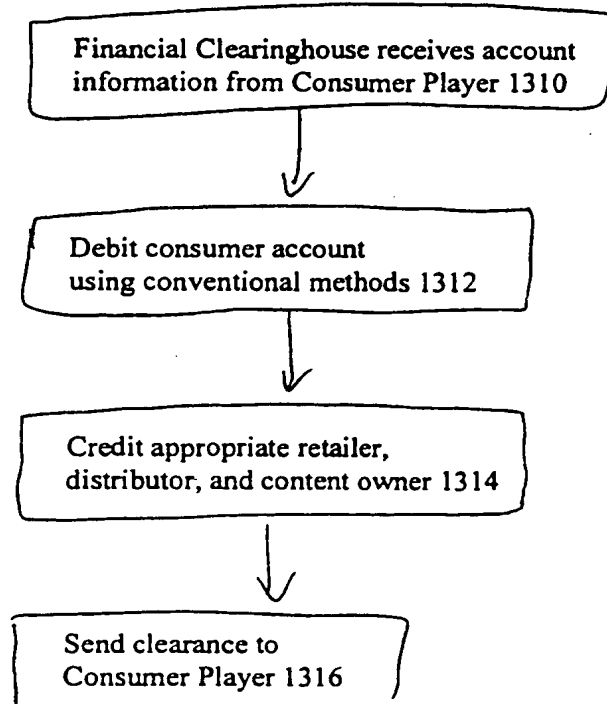 Financial Clearinghouse receives account
information from Consumer Player 1310
Debit consumer account
using conventional methods 1312
Credit appropriate retailer,
distributor, and content owner 1314
Send clearance to
Consumer Player 1316